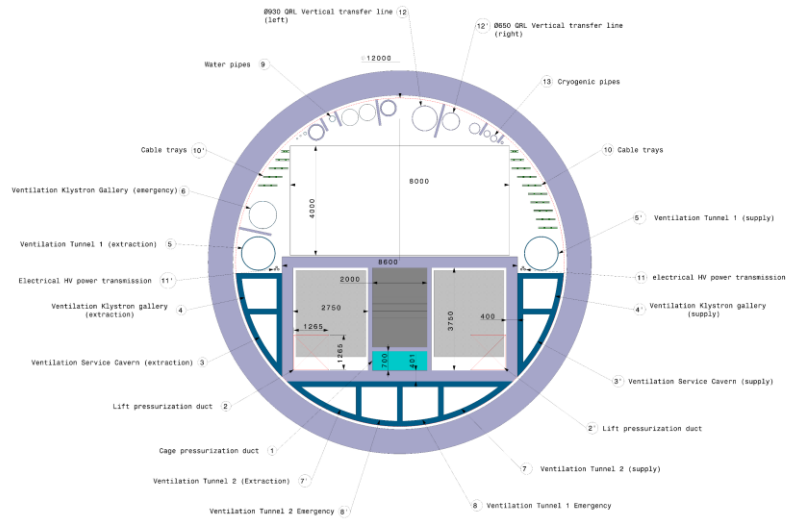 Ø930 QRL Vertical transfer line
(left)
12
12' Ø650 QRL Vertical transfer line
(right)
12000
Water pipes 9
13 Cryogenic pipes
Cable trays 10'
10 Cable trays
8000
4000
Ventilation Klystron Gallery (emergency) 6
5' Ventilation Tunnel 1 (supply)
Ventilation Tunnel 1 (extraction) 5
8600
Electrical HV power transmission 11'
11 electrical HV power transmission
2000
Ventilation Klystron gallery
(extraction)
4
4' Ventilation Klystron gallery
(supply)
2750
3750
400
1265
1265
700
401
Ventilation Service Cavern (extraction) 3
3' Ventilation Service Cavern (supply)
Lift pressurization duct 2
2' Lift pressurization duct
Cage pressurization duct 1
Ventilation Tunnel 2 (Extraction) 7'
7 Ventilation Tunnel 2 (supply)
Ventilation Tunnel 2 Emergency 8'
8 Ventilation Tunnel 1 Emergency